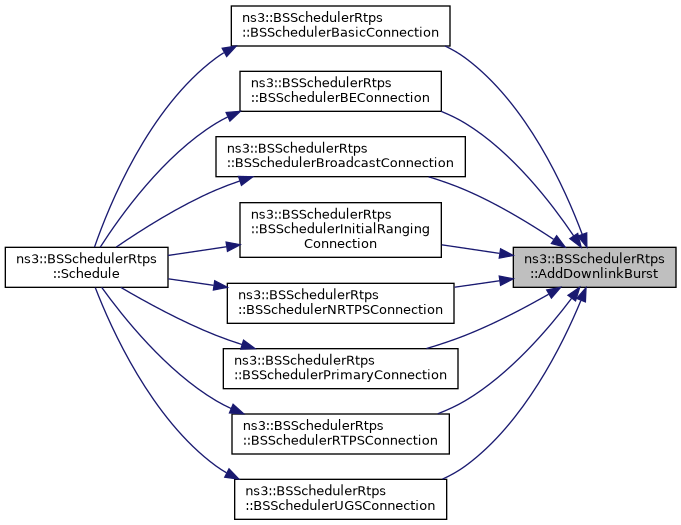 ns3::BSSchedulerRtps
::BSSchedulerBasicConnection
ns3::BSSchedulerRtps
::BSSchedulerBEConnection
ns3::BSSchedulerRtps
::BSSchedulerBroadcastConnection
ns3::BSSchedulerRtps
::BSSchedulerInitialRanging
Connection
ns3::BSSchedulerRtps
::Schedule
ns3::BSSchedulerRtps
::AddDownlinkBurst
ns3::BSSchedulerRtps
::BSSchedulerNRTPSConnection
ns3::BSSchedulerRtps
::BSSchedulerPrimaryConnection
ns3::BSSchedulerRtps
::BSSchedulerRTPSConnection
ns3::BSSchedulerRtps
::BSSchedulerUGSConnection